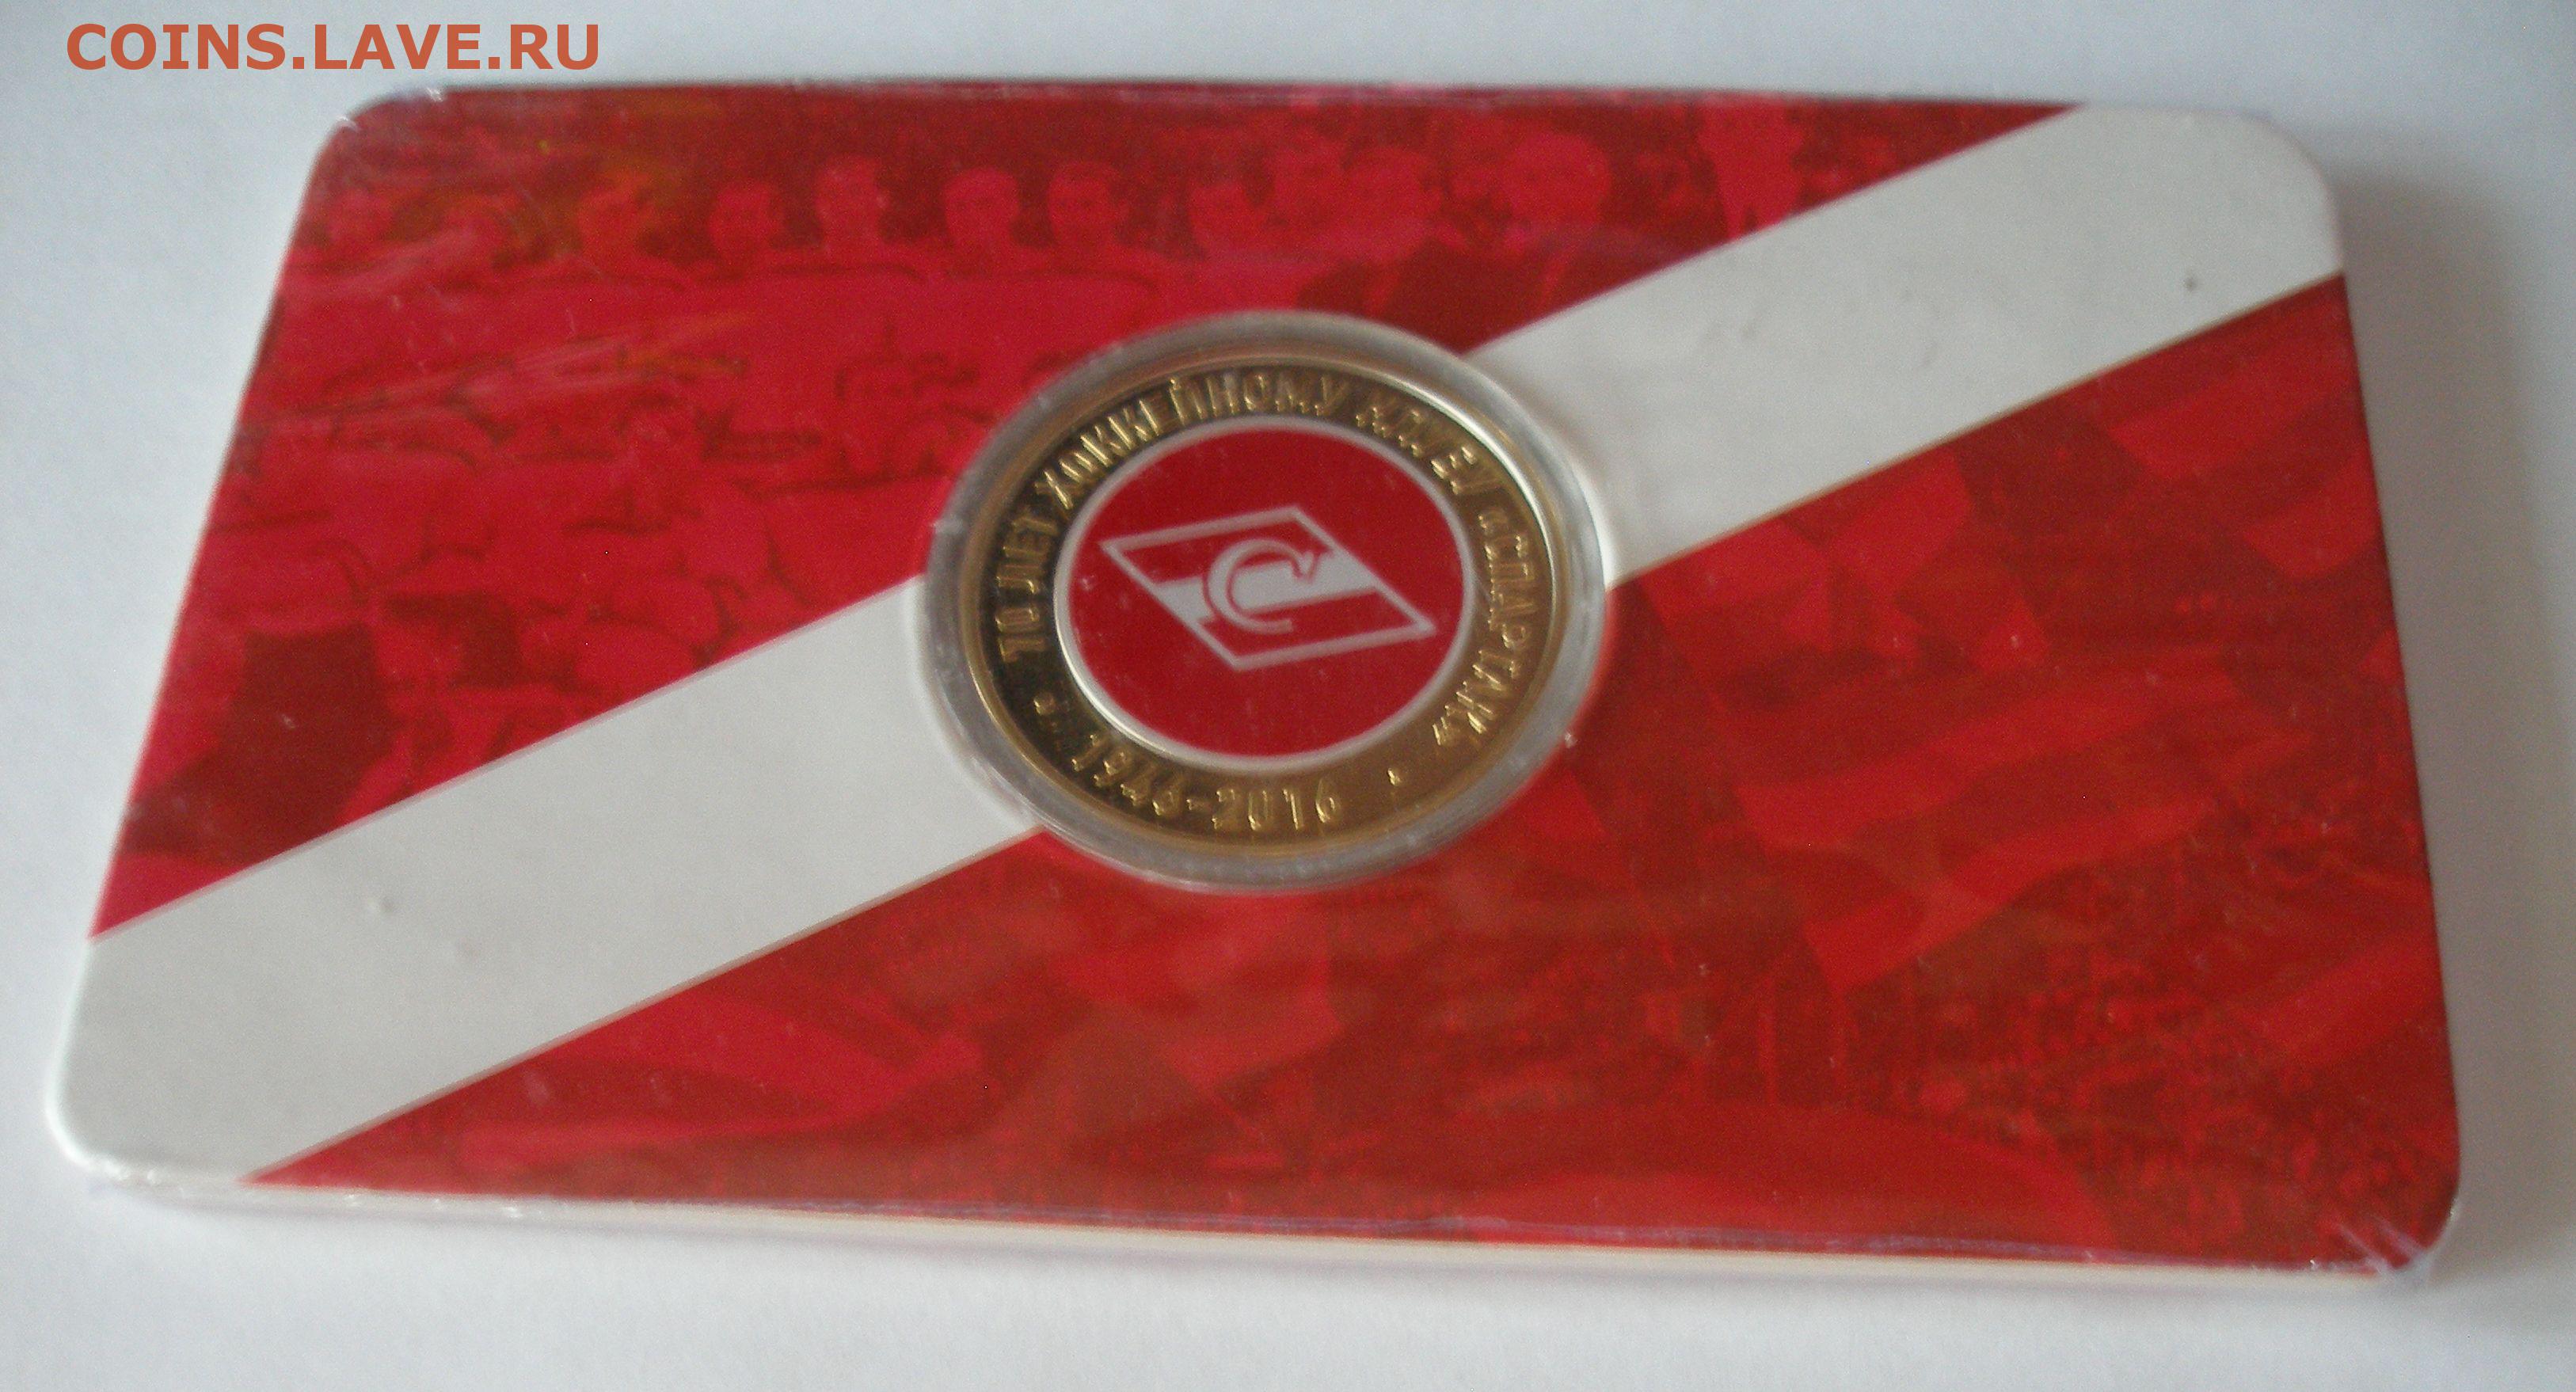 COINS.LAVE.RU
70 ЛЕТ ХОККЕЙНОМУ КЛУБУ «СПАРТАК»
• 1946-2016 •
С